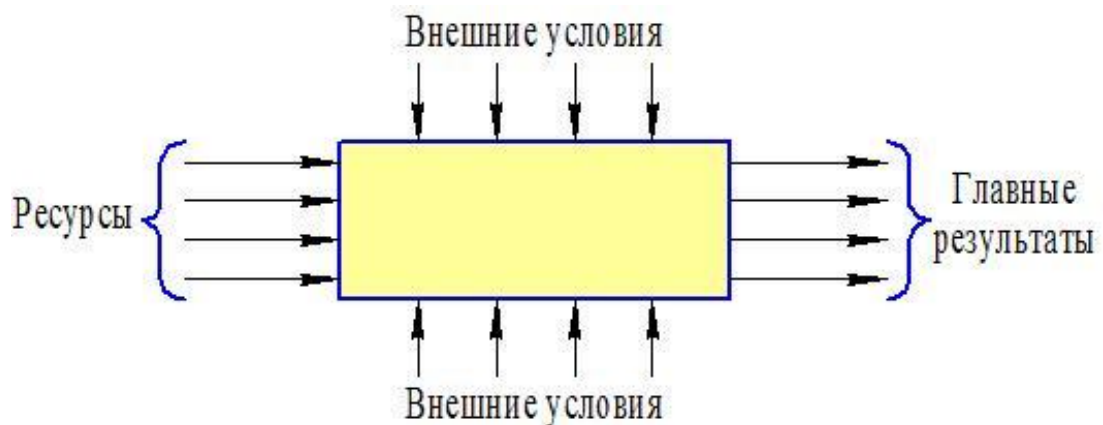 Внешние условия
Ресурсы
Главные
результаты
Внешние условия